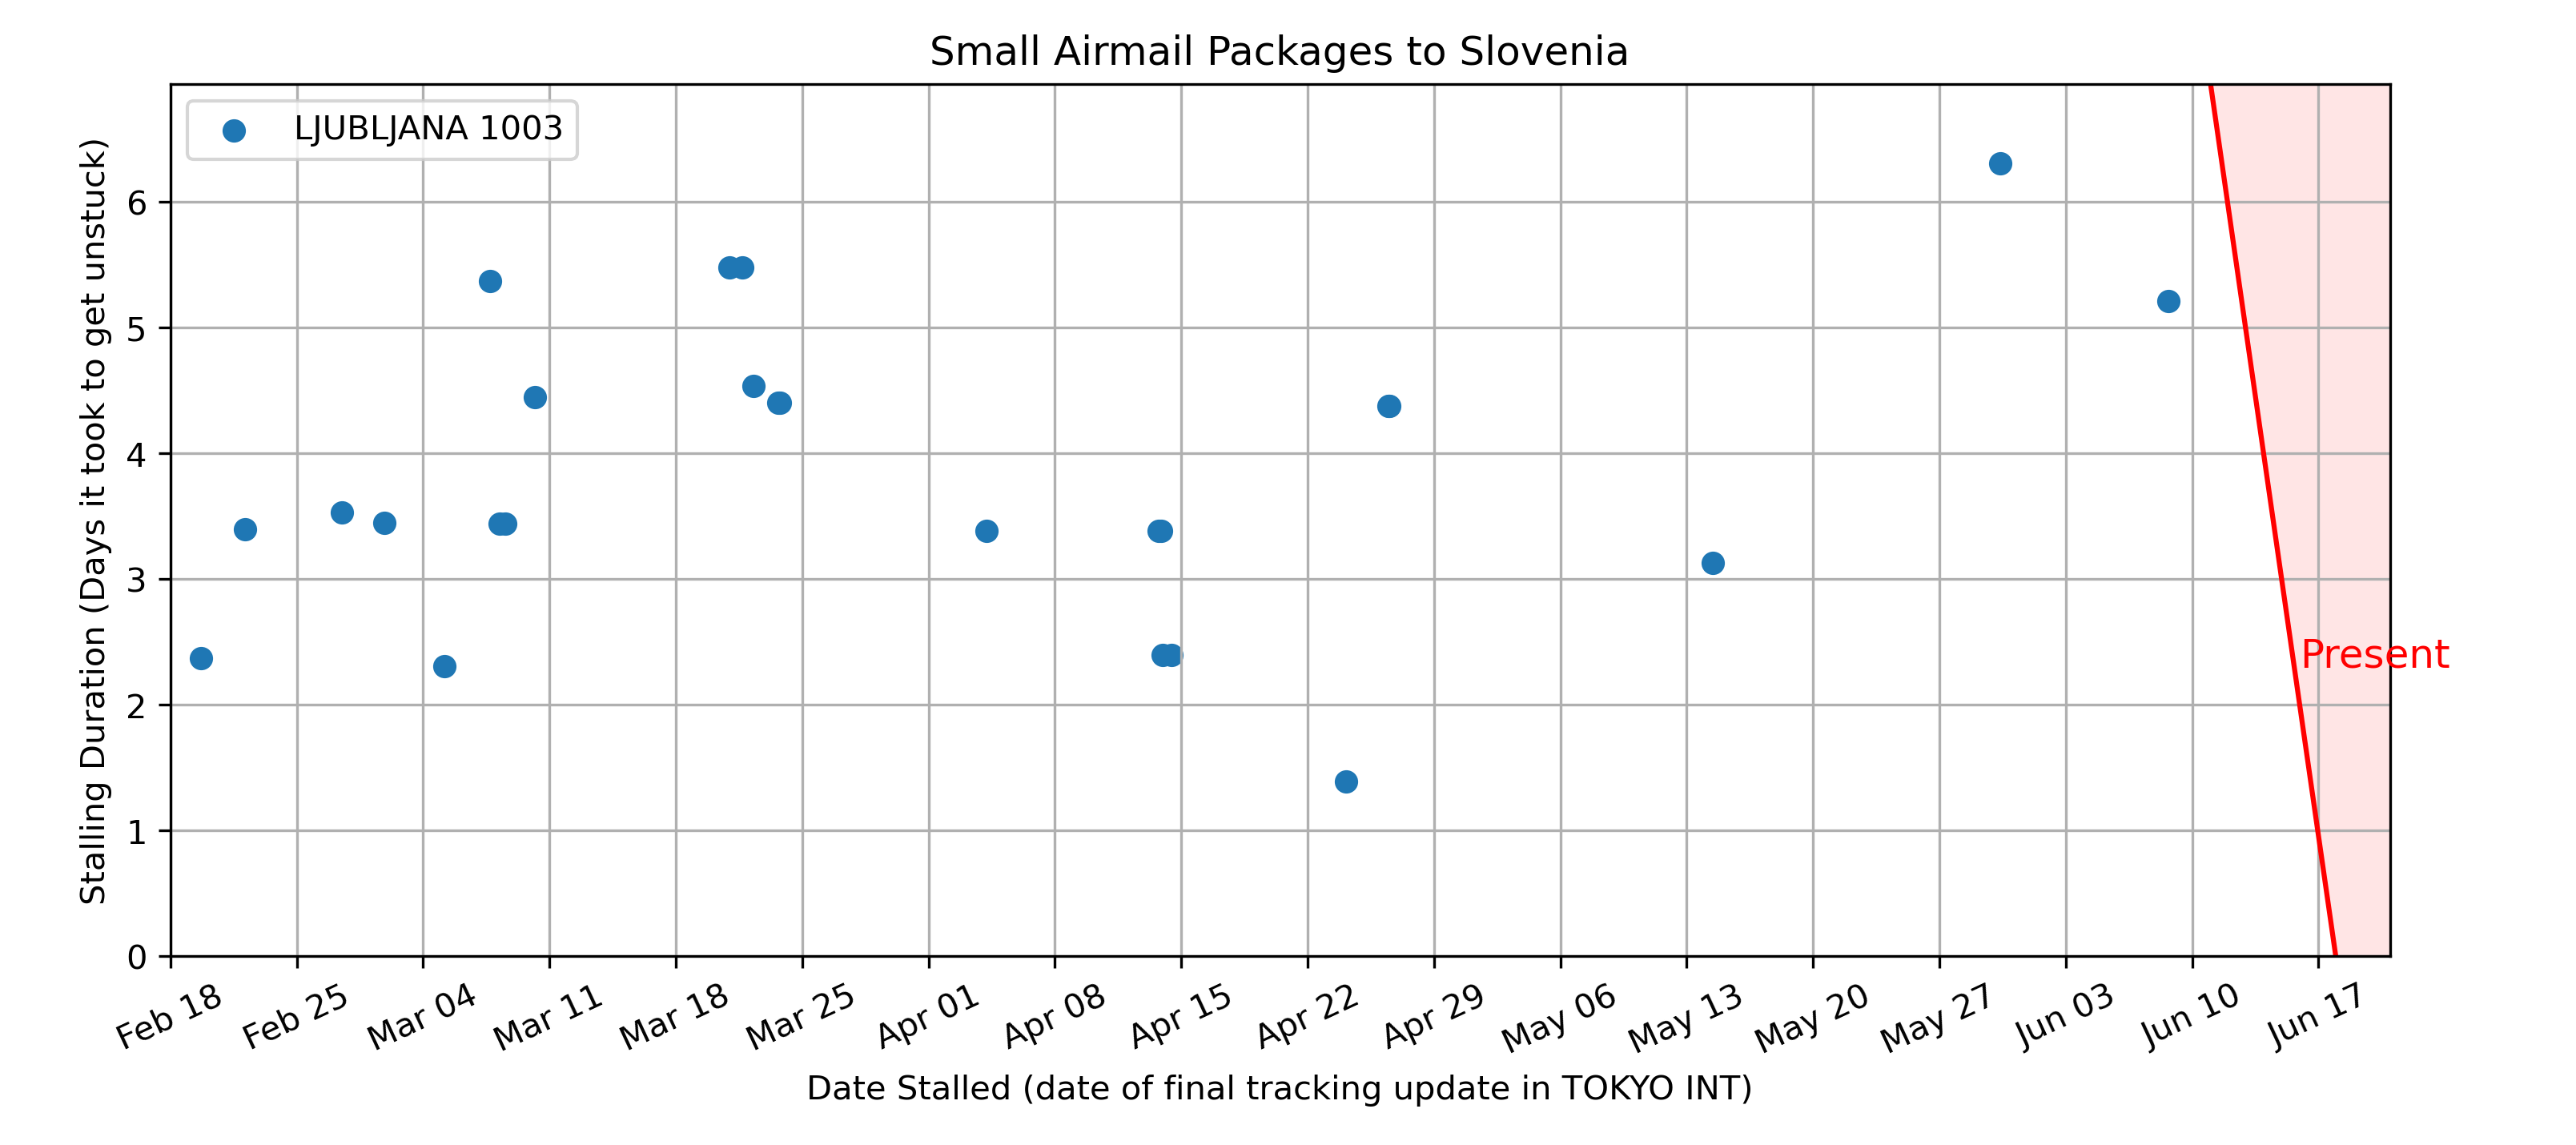 Small Airmail Packages to Slovenia
LJUBLJANA 1003
Stalling Duration (Days it took to get unstuck)
6
5
4
3
2
1
0
Present
Feb 18
Feb 25
Mar 04
Mar 11
Mar 18
Mar 25
Apr 01
Apr 08
Apr 15
Apr 22
Apr 29
May 06
May 13
May 20
May 27
Jun 03
Jun 10
Jun 17
Date Stalled (date of final tracking update in TOKYO INT)